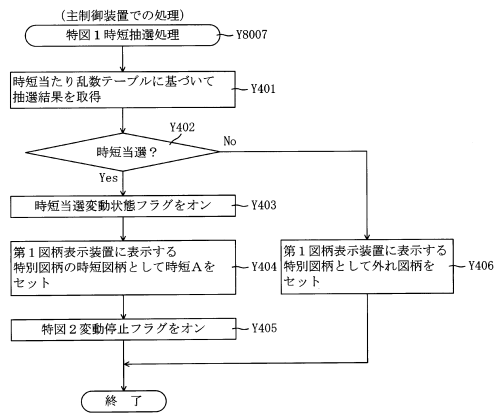 （主制御装置での処理）
特図１時短抽選処理
Y8007
時短当たり乱数テーブルに基づいて
抽選結果を取得
Y401
Y402
時短当選？
No
Yes
時短当選変動状態フラグをオン
Y403
第１図柄表示装置に表示する
特別図柄の時短図柄として時短Ａを
セット
Y404
第１図柄表示装置に表示する
特別図柄として外れ図柄を
セット
Y406
特図２変動停止フラグをオン
Y405
終 了